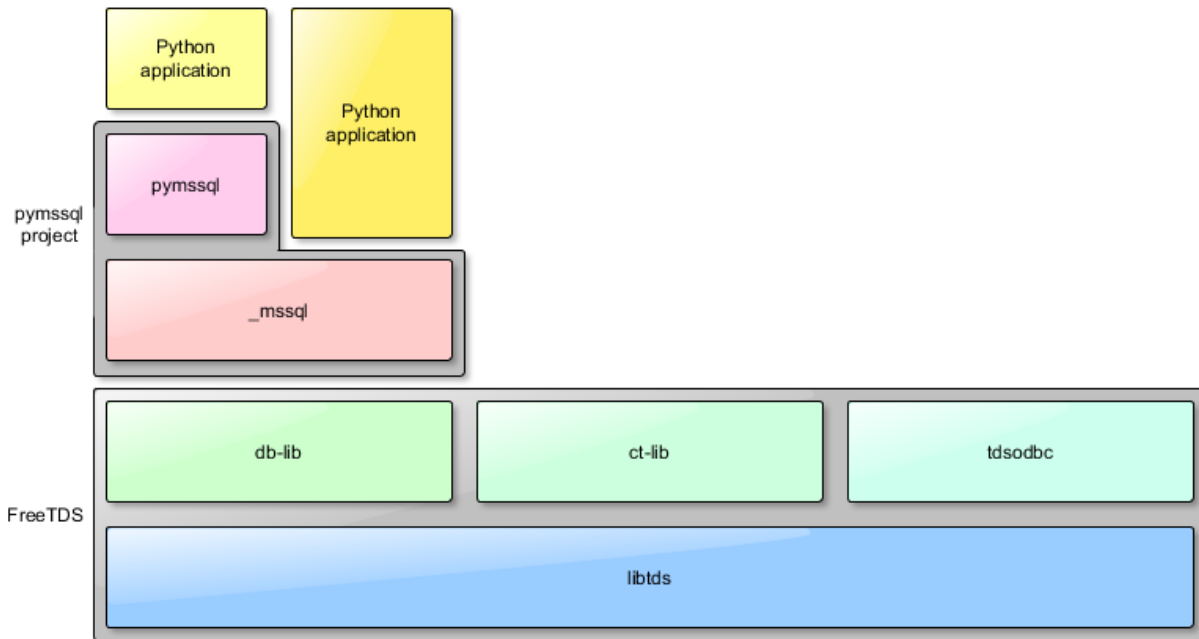 Python
application
Python
application
pymssql
pymssql
project
_mssql
db-lib
ct-lib
tdsodbc
FreeTDS
libtds